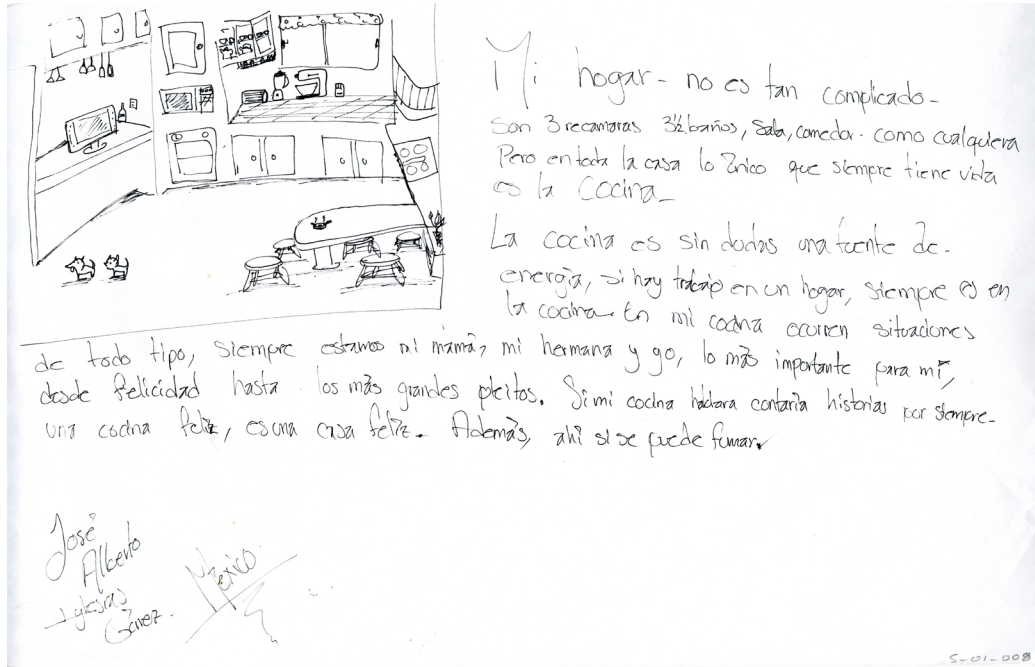 Mi hogar - no es tan complicado -
son 3 recamaras 3½ baños, Sala, comedor. como cualquiera
Pero en toda la casa lo Único que siempre tiene vida
es la Cocina_
La cocina es sin dudas una fuente de.
energía, si hay trabajo en un hogar, siempre es en
la cocina. En mi cocina ocurren situaciones
de todo tipo, siempre estamos mi mamá, mi hermana y yo, lo más importante para mí,
desde felicidad hasta los más grandes pleitos. Si mi cocina hablara contaría historias por siempre.
una cocina feliz, es una casa feliz. Además, ahi si se puede fumar.
José
Alberto
Iglesias
México
S-01-008